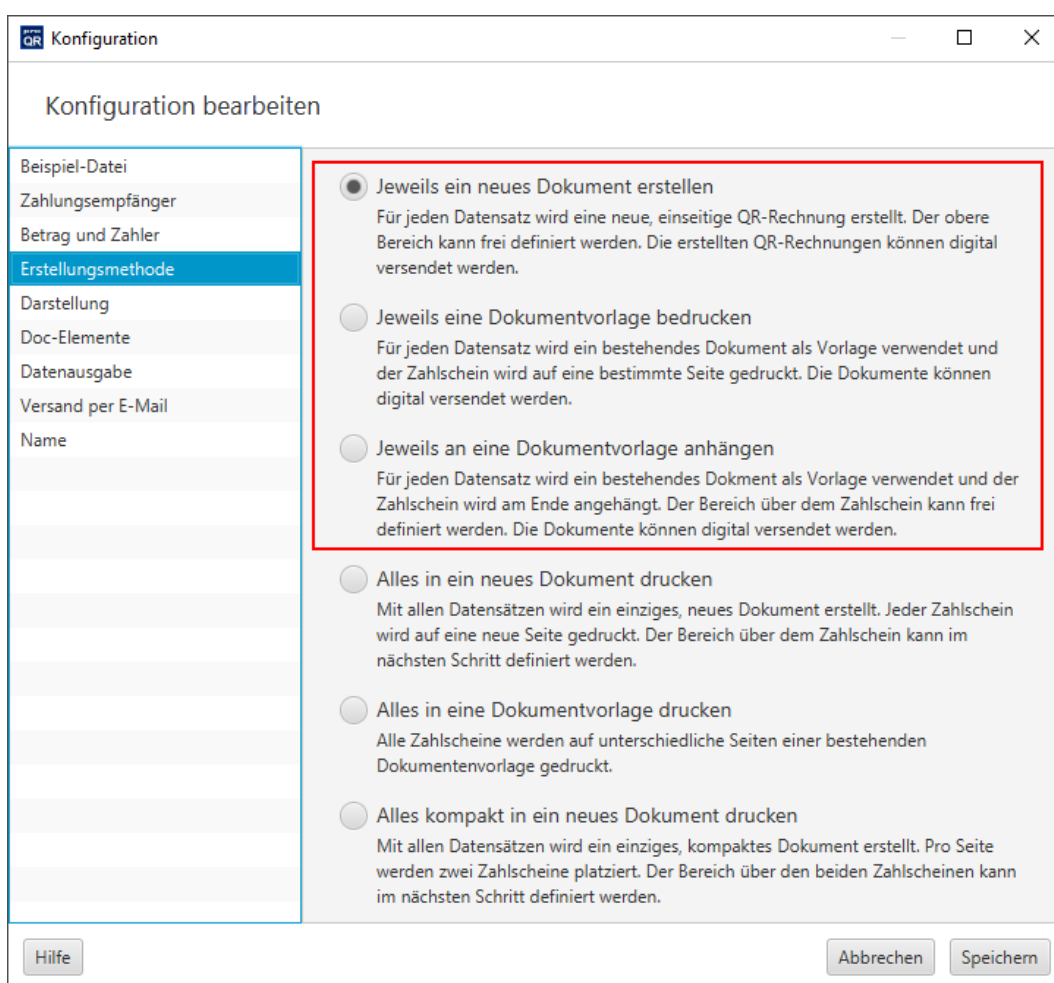 QR Konfiguration
Konfiguration bearbeiten
Beispiel-Datei
Zahlungsempfänger
Betrag und Zahler
Erstellungsmethode
Darstellung
Doc-Elemente
Datenausgabe
Versand per E-Mail
Name
Jeweils ein neues Dokument erstellen
Für jeden Datensatz wird eine neue, einseitige QR-Rechnung erstellt. Der obere
Bereich kann frei definiert werden. Die erstellten QR-Rechnungen können digital
versendet werden.
Jeweils eine Dokumentvorlage bedrucken
Für jeden Datensatz wird ein bestehendes Dokument als Vorlage verwendet und
der Zahlschein wird auf eine bestimmte Seite gedruckt. Die Dokumente können
digital versendet werden.
Jeweils an eine Dokumentvorlage anhängen
Für jeden Datensatz wird ein bestehendes Dokment als Vorlage verwendet und der
Zahlschein wird am Ende angehängt. Der Bereich über dem Zahlschein kann frei
definiert werden. Die Dokumente können digital versendet werden.
Alles in ein neues Dokument drucken
Mit allen Datensätzen wird ein einziges, neues Dokument erstellt. Jeder Zahlschein
wird auf eine neue Seite gedruckt. Der Bereich über dem Zahlschein kann im
nächsten Schritt definiert werden.
Alles in eine Dokumentvorlage drucken
Alle Zahlscheine werden auf unterschiedliche Seiten einer bestehenden
Dokumentenvorlage gedruckt.
Alles kompakt in ein neues Dokument drucken
Mit allen Datensätzen wird ein einziges, kompaktes Dokument erstellt. Pro Seite
werden zwei Zahlscheine platziert. Der Bereich über den beiden Zahlscheinen kann
im nächsten Schritt definiert werden.
Hilfe
Abbrechen
Speichern